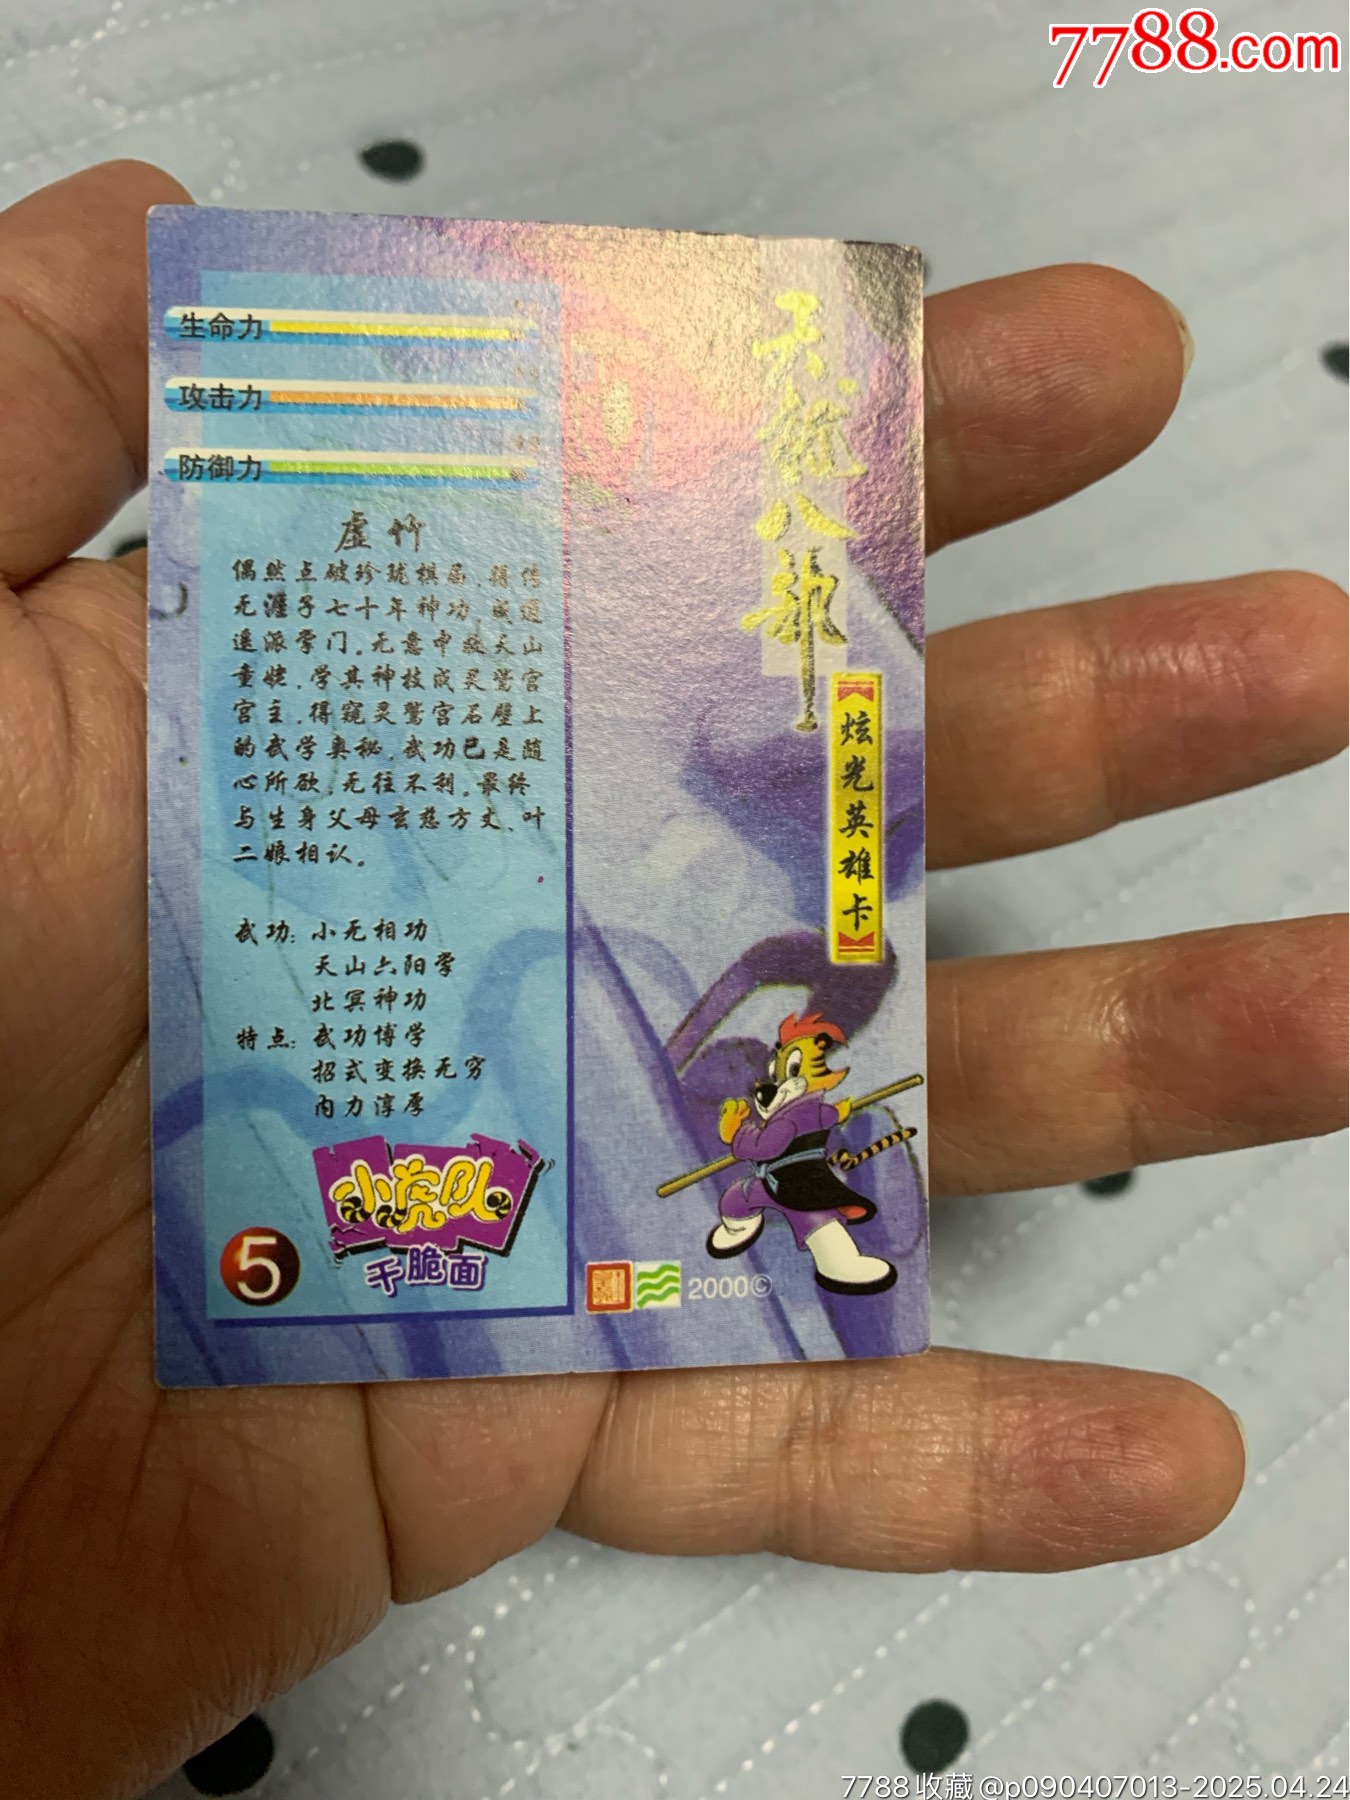 7788.com
生命力
攻击力
防御力
虚竹
偶然点破珍珑棋局,得传
无涯子七十年神功,成逍
遥派掌门。无意中救天山
童姥,学其神技成灵鹫宫
宫主,得窥灵鹫宫石壁上
的武学奥秘,武功已是随
心所欲,无往不利。最终
与生身父母玄慈方丈、叶
二娘相认。
武功:小无相功
天山六阳掌
北冥神功
特点:武功博学
招式变换无穷
内力淳厚
小虎队
干脆面
5
天龍八部
炫光英雄卡
2000©
7788收藏@p090407013-2025.04.24